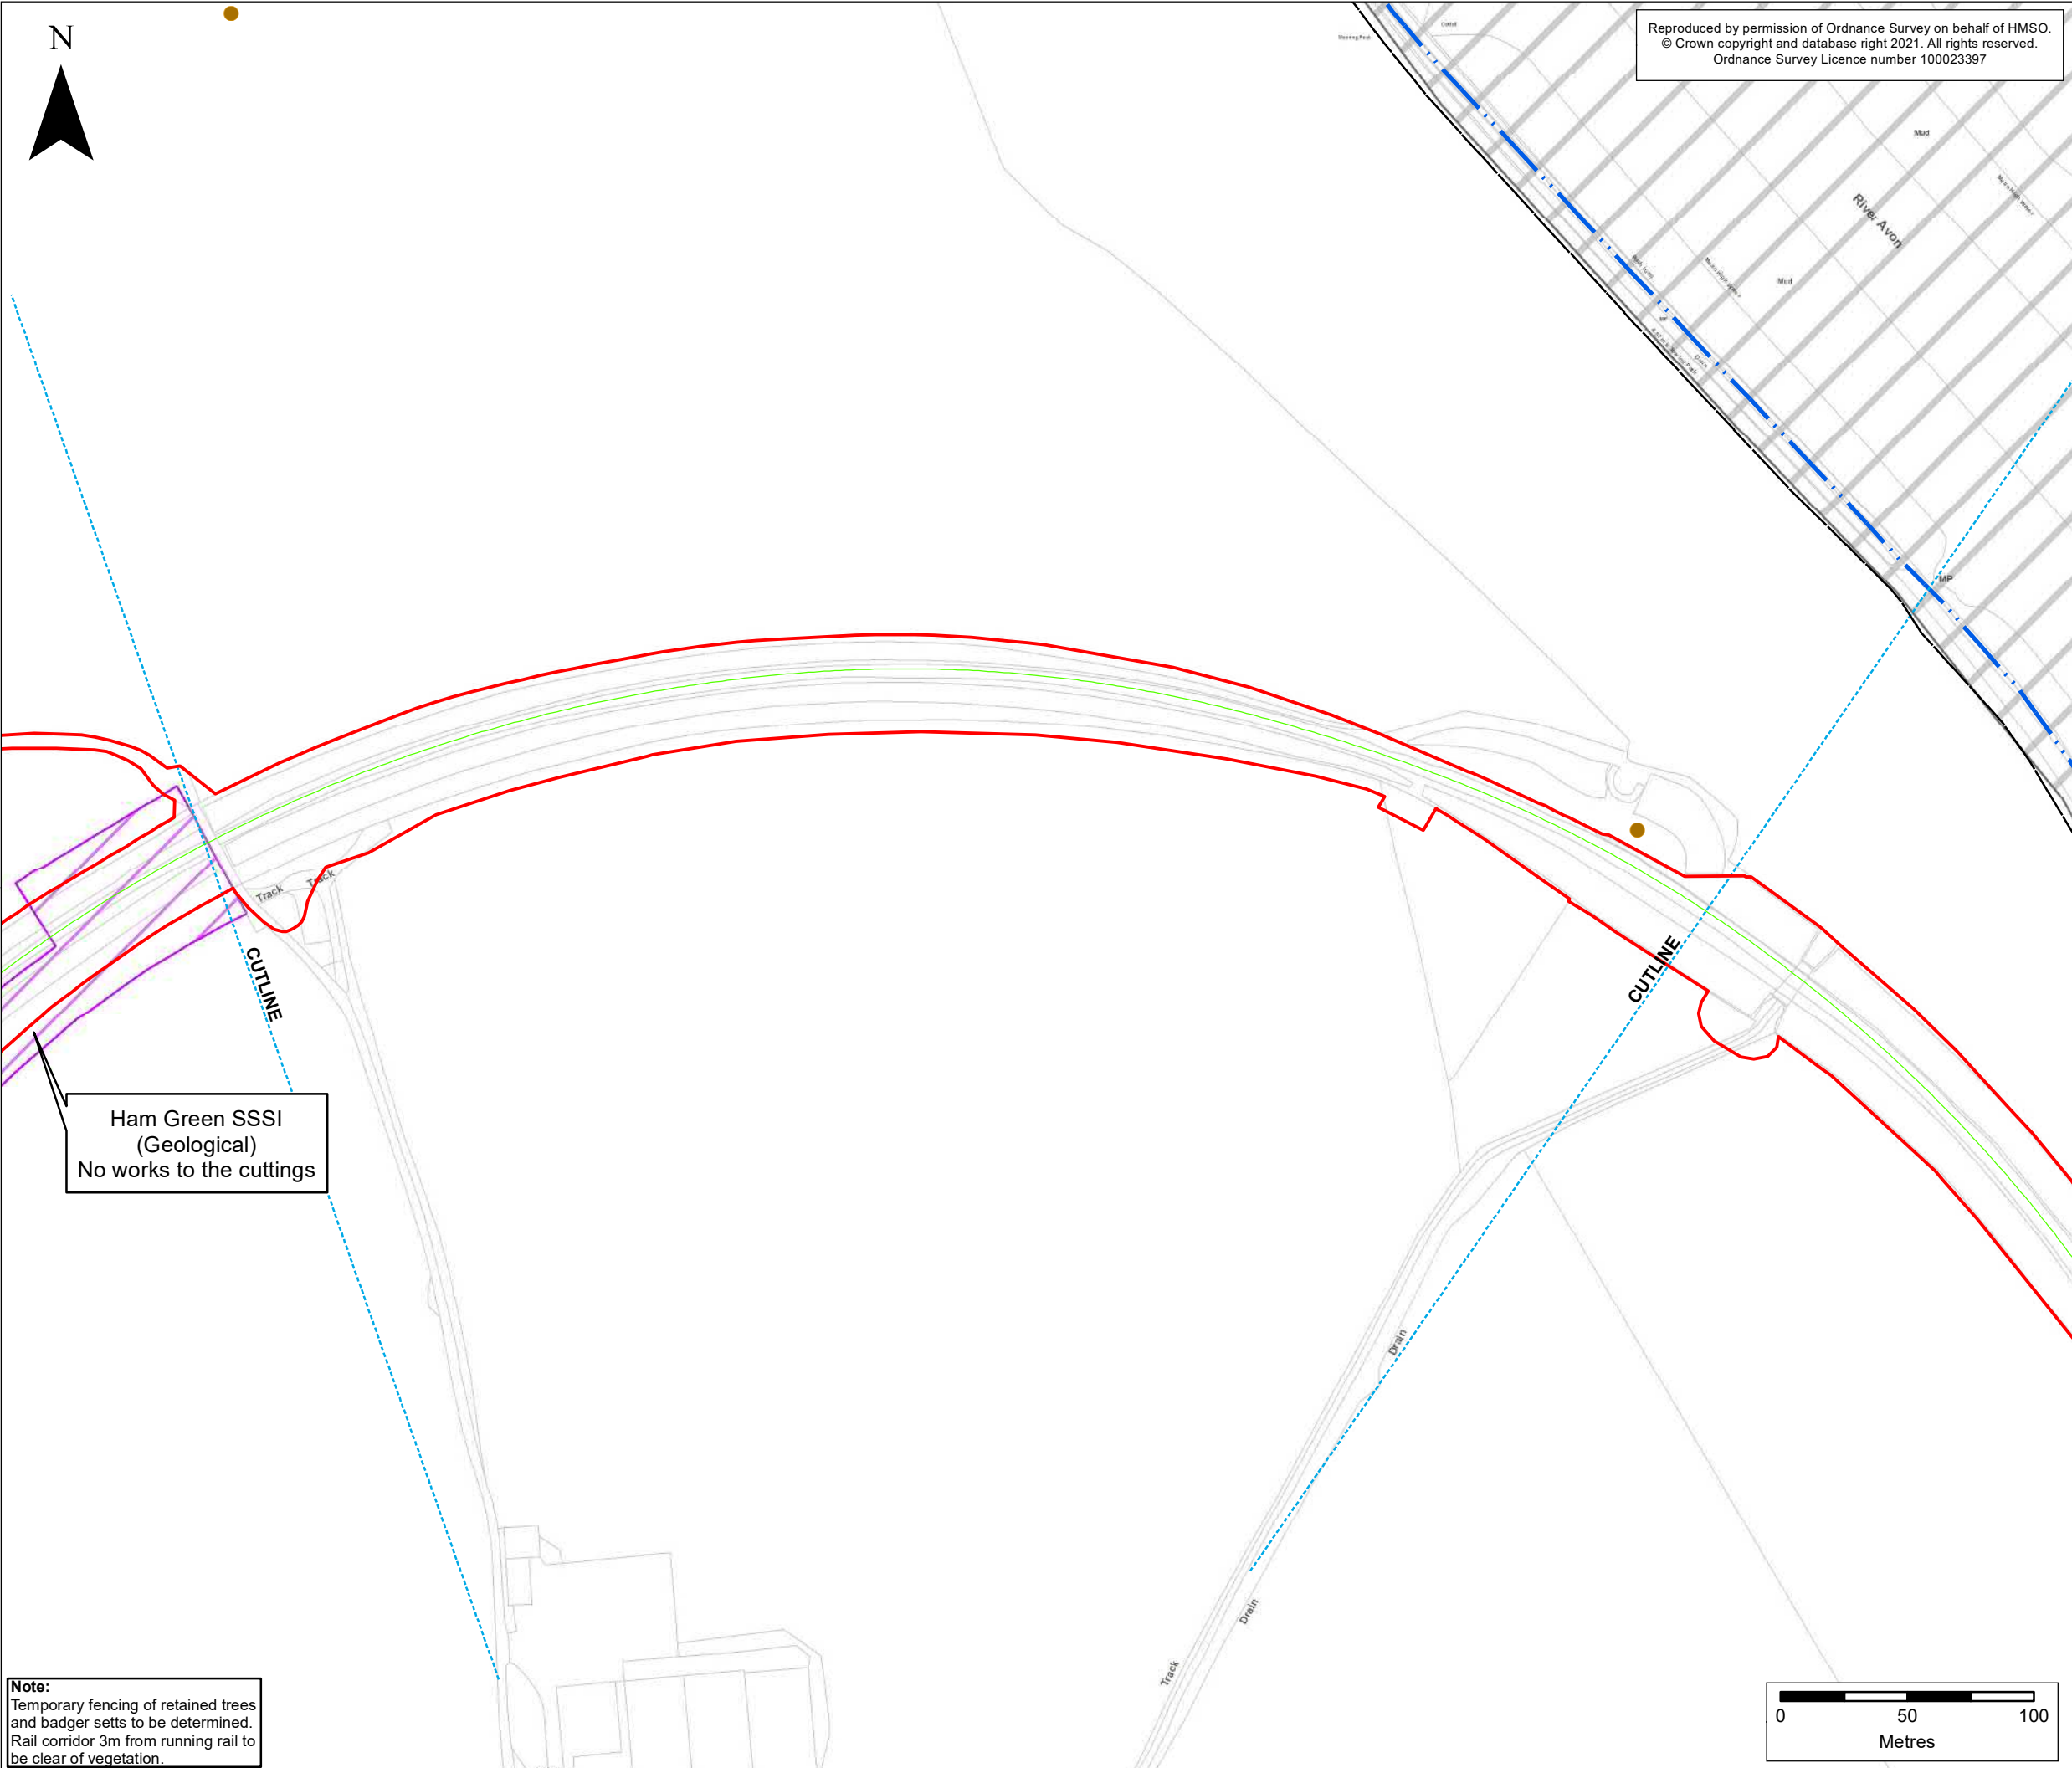 N
Reproduced by permission of Ordnance Survey on behalf of HMSO.
© Crown copyright and database right 2021. All rights reserved.
Ordnance Survey Licence number 100023397
Mud
River Avon
Mud
MP
Track
Track
CUTLINE
CUTLINE
Ham Green SSSI
(Geological)
No works to the cuttings
Drain
Drain
Track
Note:
Temporary fencing of retained trees
and badger setts to be determined.
Rail corridor 3m from running rail to
be clear of vegetation.
0 50 100
Metres